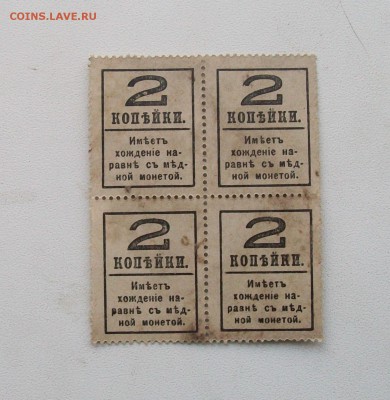 COINS.LAVE.RU
2
КОПѢЙКИ.
Имѣетъ
хожденіе на-
равнѣ съ мѣд-
ной монетой.
2
КОПѢЙКИ.
Имѣетъ
хожденіе на-
равнѣ съ мѣд-
ной монетой.
2
КОПѢЙКИ.
Имѣетъ
хожденіе на-
равнѣ съ мѣд-
ной монетой.
2
КОПѢЙКИ.
Имѣетъ
хожденіе на-
равнѣ съ мѣд-
ной монетой.